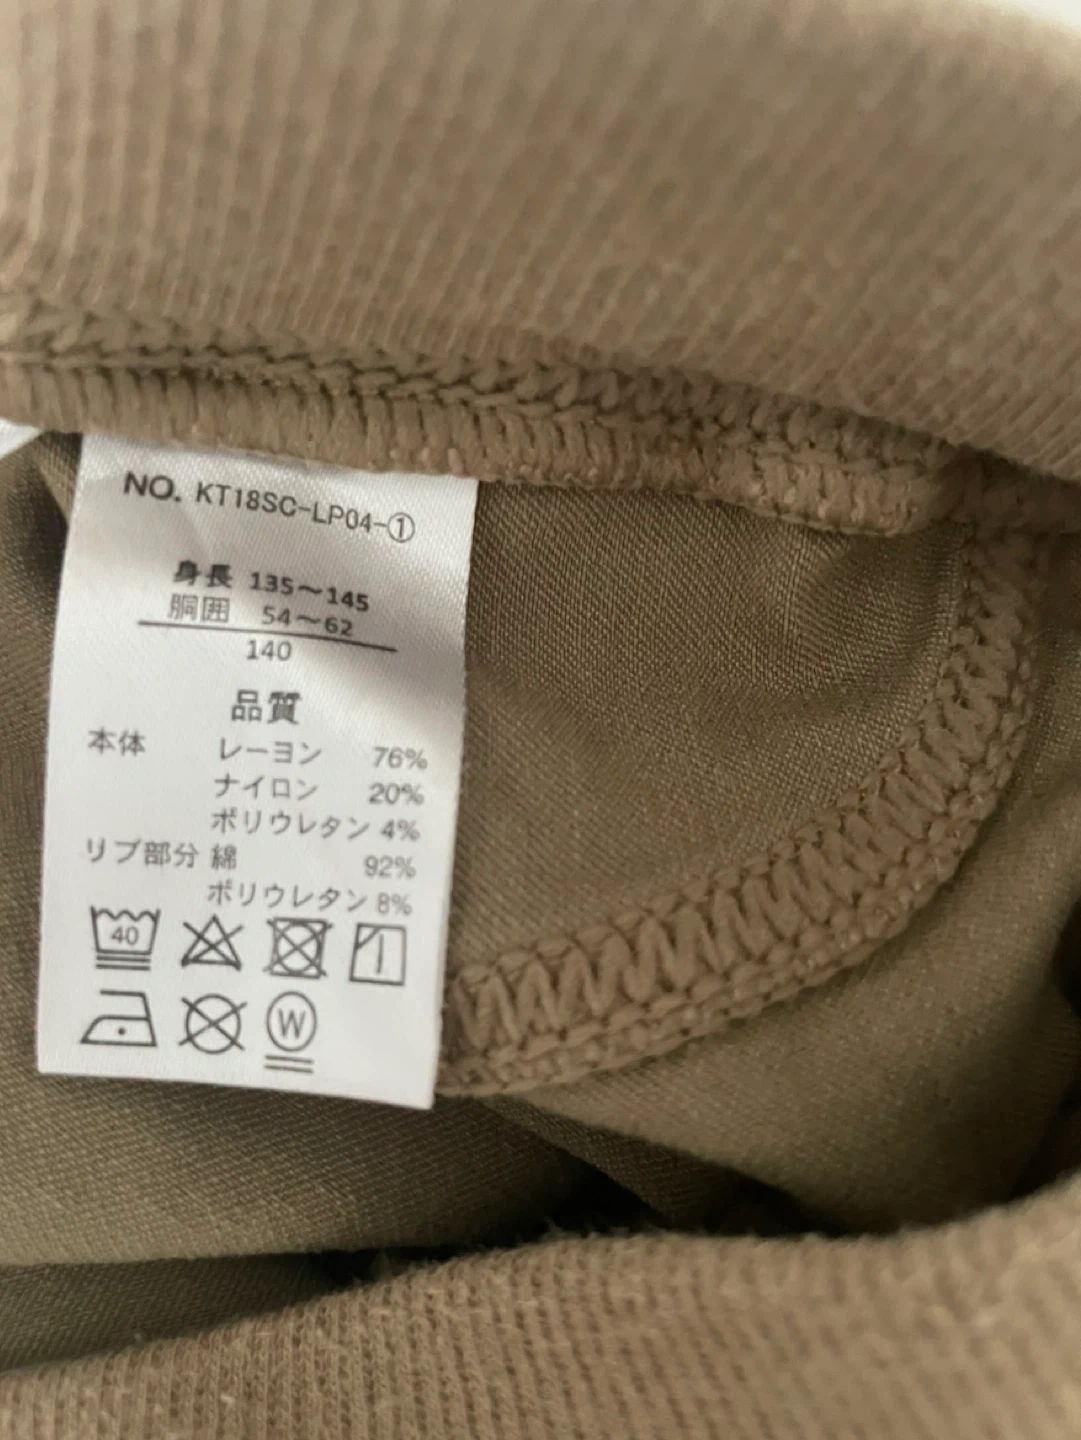 NO. KT18SC-LP04-①
身長 135〜145
胴囲 54〜62
140
品質
本体 レーヨン 76%
ナイロン 20%
ポリウレタン 4%
リブ部分 綿 92%
ポリウレタン 8%
40
W